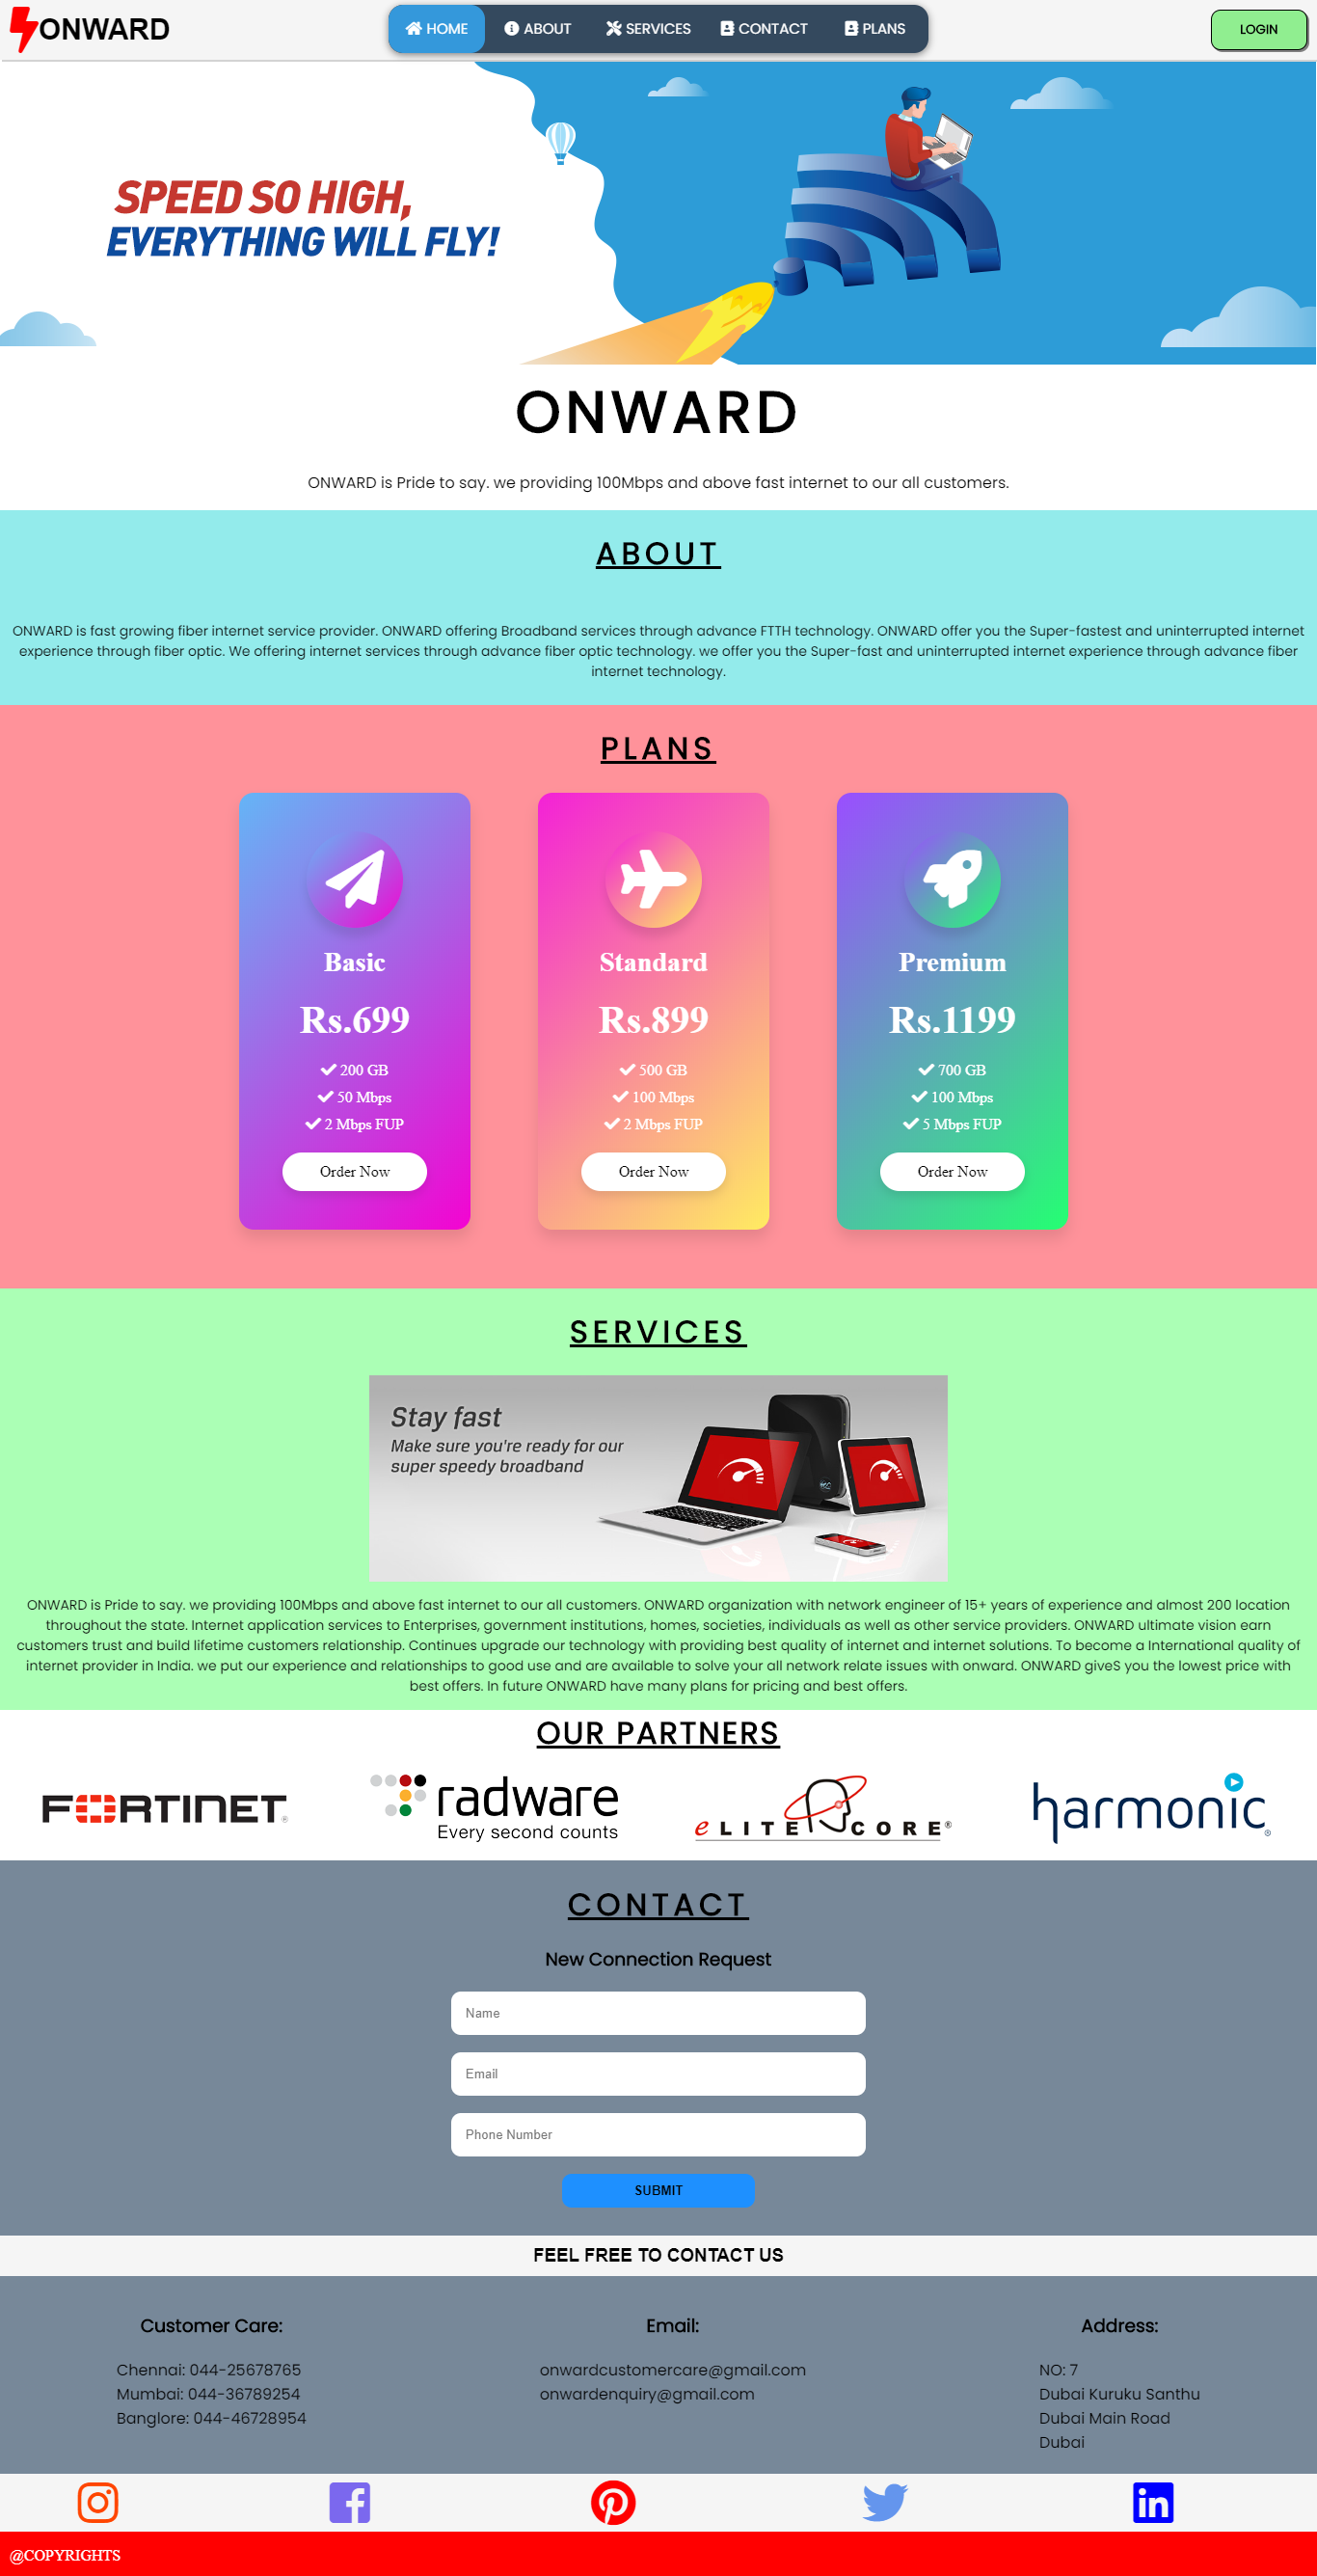 ONWARD
HOME
ABOUT
SERVICES
CONTACT
PLANS
LOGIN
SPEED SO HIGH,
EVERYTHING WILL FLY!
ONWARD
ONWARD is Pride to say. we providing 100Mbps and above fast internet to our all customers.
ABOUT
ONWARD is fast growing fiber internet service provider. ONWARD offering Broadband services through advance FTTH technology. ONWARD offer you the Super-fastest and uninterrupted internet
experience through fiber optic. We offering internet services through advance fiber optic technology. we offer you the Super-fast and uninterrupted internet experience through advance fiber
internet technology.
PLANS
Basic
Rs.699
200 GB
50 Mbps
2 Mbps FUP
Order Now
Standard
Rs.899
500 GB
100 Mbps
2 Mbps FUP
Order Now
Premium
Rs.1199
700 GB
100 Mbps
5 Mbps FUP
Order Now
SERVICES
Stay fast
Make sure you're ready for our
super speedy broadband
ONWARD is Pride to say. we providing 100Mbps and above fast internet to our all customers. ONWARD organization with network engineer of 15+ years of experience and almost 200 location
throughout the state. Internet application services to Enterprises, government institutions, homes, societies, individuals as well as other service providers. ONWARD ultimate vision earn
customers trust and build lifetime customers relationship. Continues upgrade our technology with providing best quality of internet and internet solutions. To become a International quality of
internet provider in India. we put our experience and relationships to good use and are available to solve your all network relate issues with onward. ONWARD giveS you the lowest price with
best offers. In future ONWARD have many plans for pricing and best offers.
OUR PARTNERS
FORTINET®
radware
Every second counts
eLITECORE®
harmonic®
CONTACT
New Connection Request
Name
Email
Phone Number
SUBMIT
FEEL FREE TO CONTACT US
Customer Care:
Chennai: 044-25678765
Mumbai: 044-36789254
Banglore: 044-46728954
Email:
onwardcustomercare@gmail.com
onwardenquiry@gmail.com
Address:
NO: 7
Dubai Kuruku Santhu
Dubai Main Road
Dubai
@COPYRIGHTS